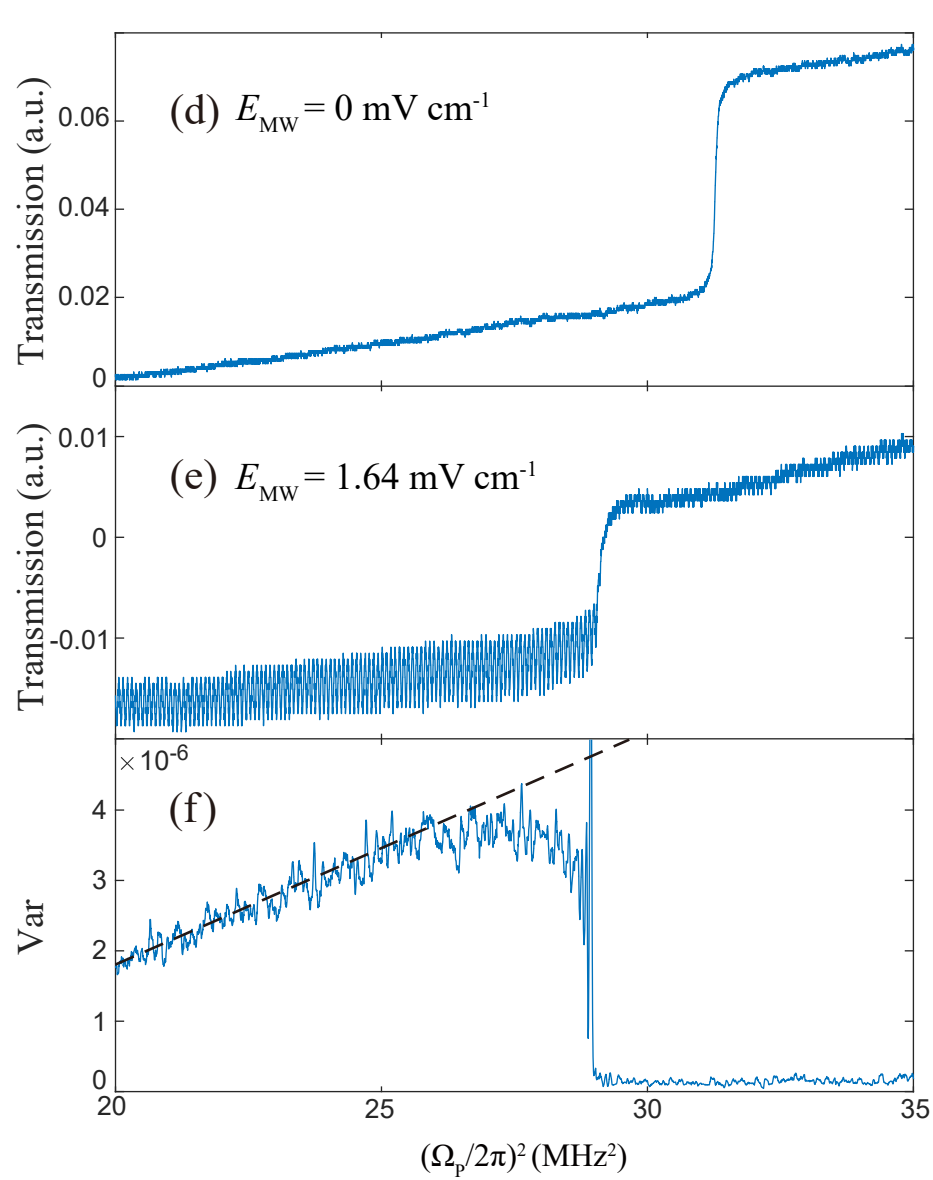 Transmission (a.u.)
(d) E_MW = 0 mV cm⁻¹
0.06
0.04
0.02
0
Transmission (a.u.)
(e) E_MW = 1.64 mV cm⁻¹
0.01
0
-0.01
Var
×10⁻⁶
(f)
4
3
2
1
0
20 25 30 35
(Ω_P/2π)² (MHz²)